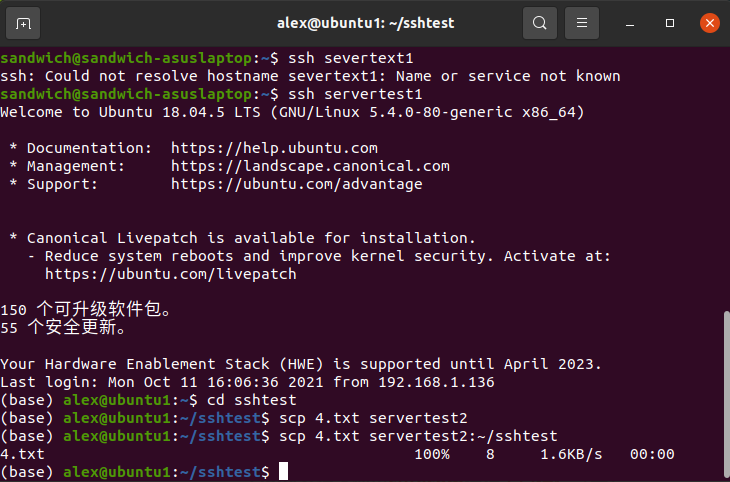 alex@ubuntu1: ~/sshtest
sandwich@sandwich-asuslaptop:~$ ssh severtext1
ssh: Could not resolve hostname severtext1: Name or service not known
sandwich@sandwich-asuslaptop:~$ ssh servertest1
Welcome to Ubuntu 18.04.5 LTS (GNU/Linux 5.4.0-80-generic x86_64)
* Documentation:  https://help.ubuntu.com
* Management:     https://landscape.canonical.com
* Support:        https://ubuntu.com/advantage
* Canonical Livepatch is available for installation.
- Reduce system reboots and improve kernel security. Activate at:
https://ubuntu.com/livepatch
150 个可升级软件包。
55 个安全更新。
Your Hardware Enablement Stack (HWE) is supported until April 2023.
Last login: Mon Oct 11 16:06:36 2021 from 192.168.1.136
(base) alex@ubuntu1:~$ cd sshtest
(base) alex@ubuntu1:~/sshtest$ scp 4.txt servertest2
(base) alex@ubuntu1:~/sshtest$ scp 4.txt servertest2:~/sshtest
4.txt                                         100%    8     1.6KB/s   00:00
(base) alex@ubuntu1:~/sshtest$